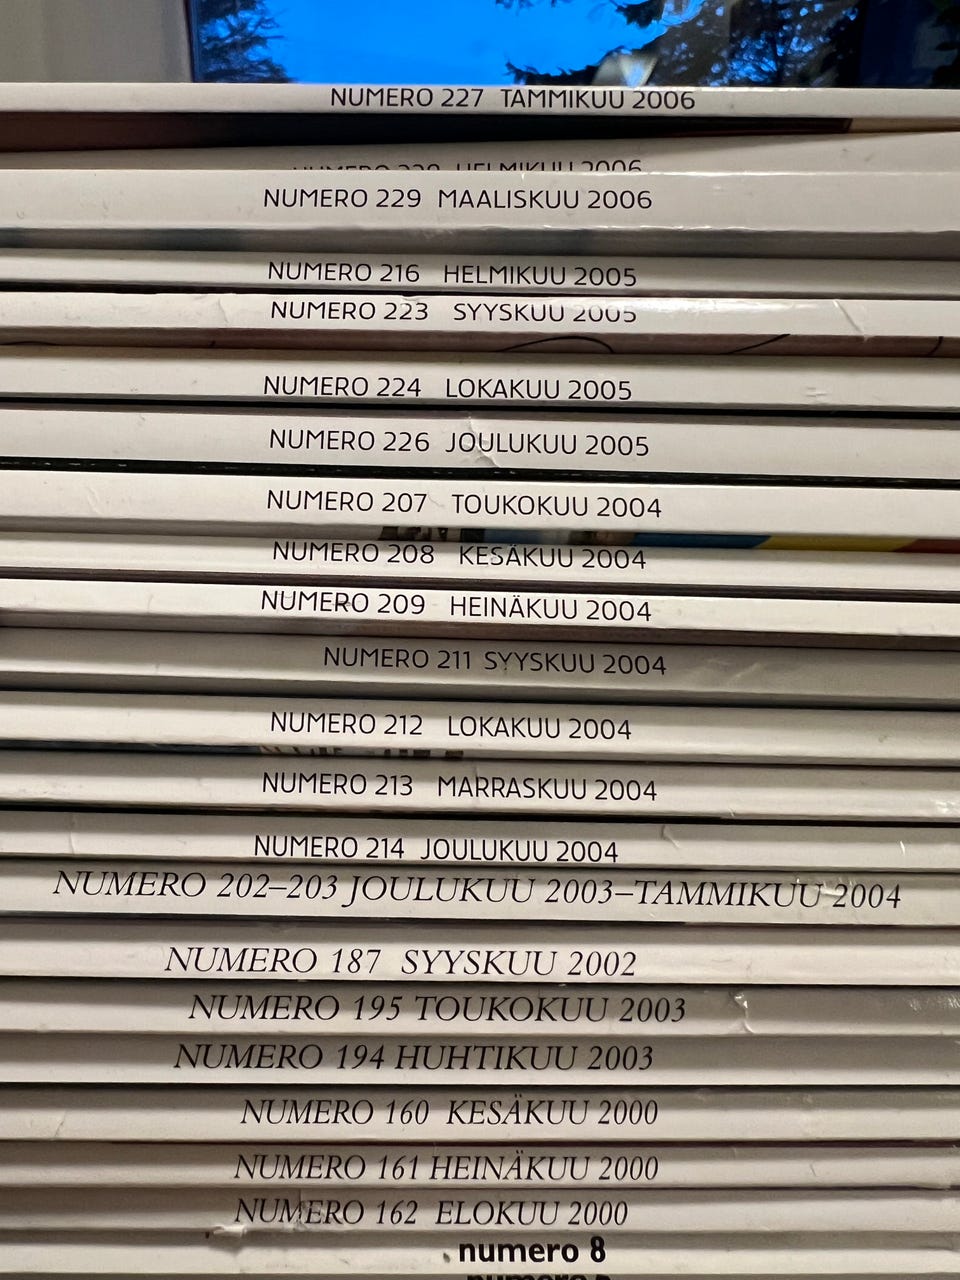 NUMERO 227 TAMMIKUU 2006
HELMIKUU 2006
NUMERO 229 MAALISKUU 2006
NUMERO 216 HELMIKUU 2005
NUMERO 223 SYYSKUU 2005
NUMERO 224 LOKAKUU 2005
NUMERO 226 JOULUKUU 2005
NUMERO 207 TOUKOKUU 2004
NUMERO 208 KESÄKUU 2004
NUMERO 209 HEINÄKUU 2004
NUMERO 211 SYYSKUU 2004
NUMERO 212 LOKAKUU 2004
NUMERO 213 MARRASKUU 2004
NUMERO 214 JOULUKUU 2004
NUMERO 202–203 JOULUKUU 2003–TAMMIKUU 2004
NUMERO 187 SYYSKUU 2002
NUMERO 195 TOUKOKUU 2003
NUMERO 194 HUHTIKUU 2003
NUMERO 160 KESÄKUU 2000
NUMERO 161 HEINÄKUU 2000
NUMERO 162 ELOKUU 2000
numero 8